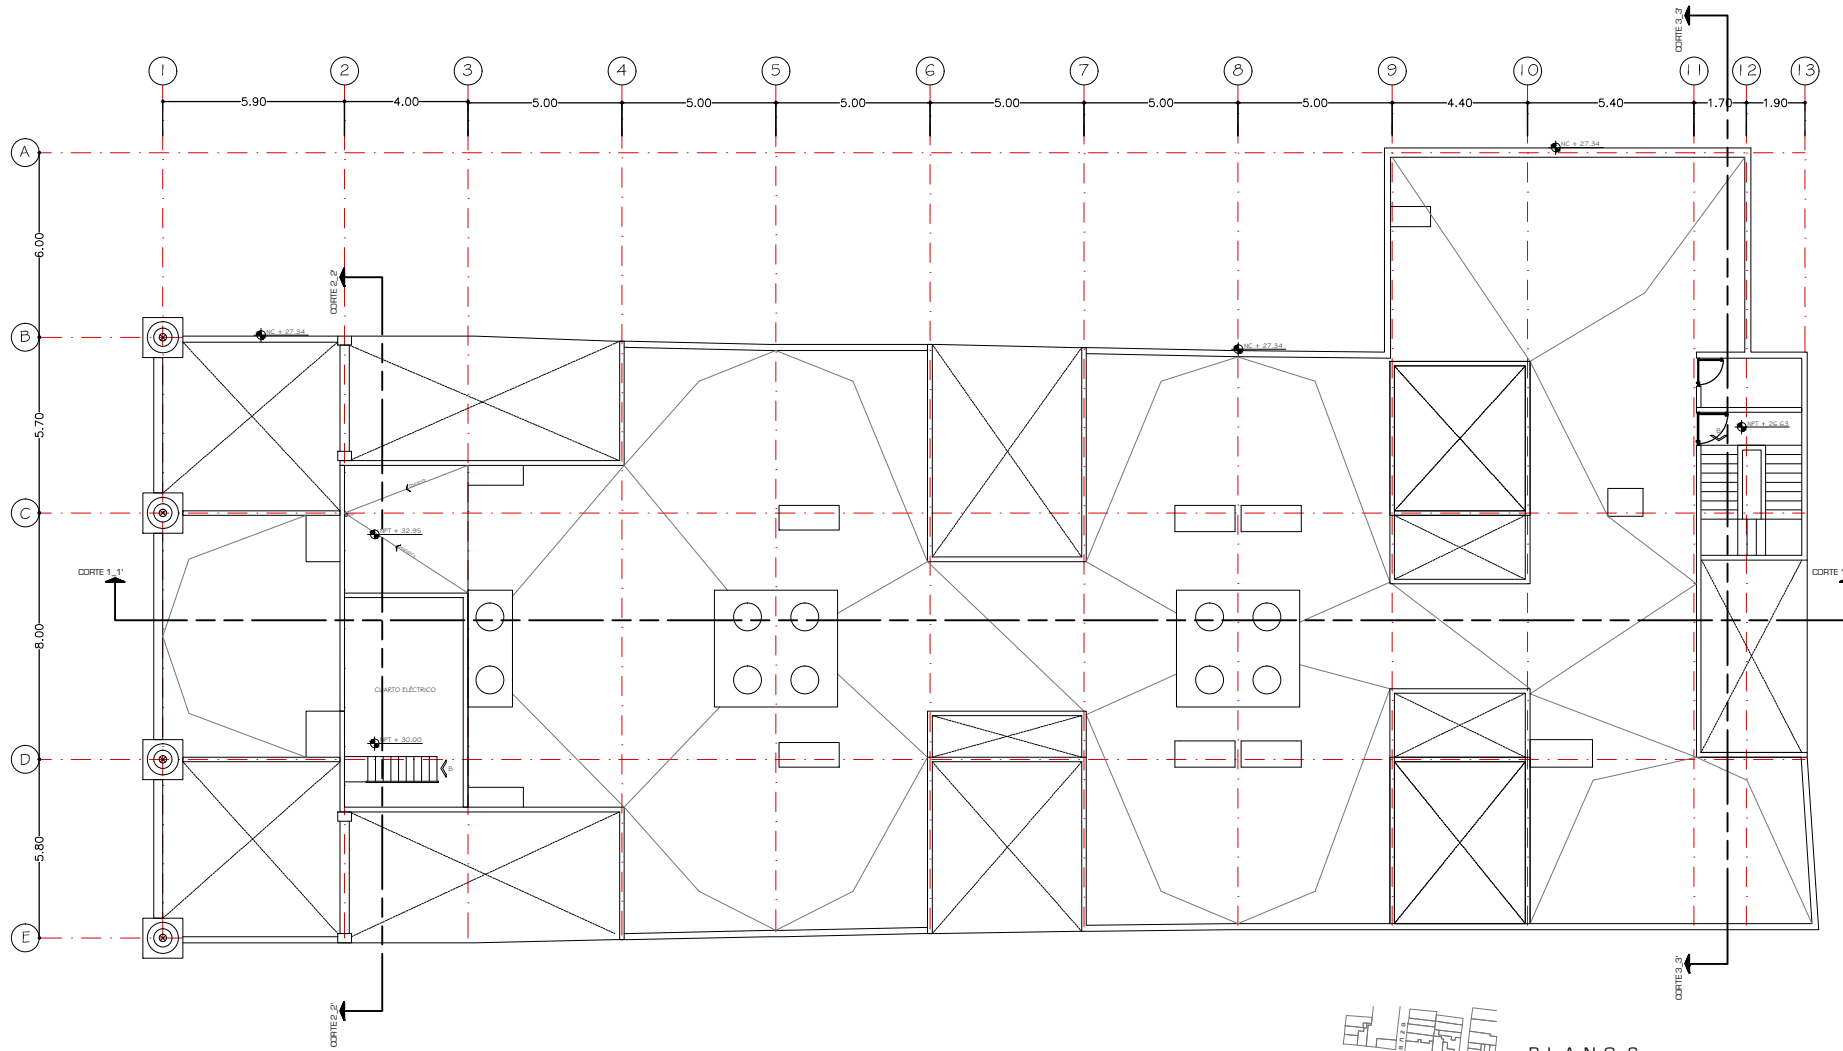 CORTE 3_3'
1 2 3 4 5 6 7 8 9 10 11 12 13
5.90 4.00 5.00 5.00 5.00 5.00 5.00 5.00 4.40 5.40 1.70 1.90
A
NC + 27.34
6.00
CORTE 2_2'
B
NC + 27.34
NC + 27.34
5.70
NPT + 26.63
B
C
NPT + 32.95
CORTE 1_1'
CORTE 1
8.00
CUARTO ELÉCTRICO
NPT + 30.00
D
B
5.80
E
CORTE 3_3'
CORTE 2_2'
anza
PLANOS